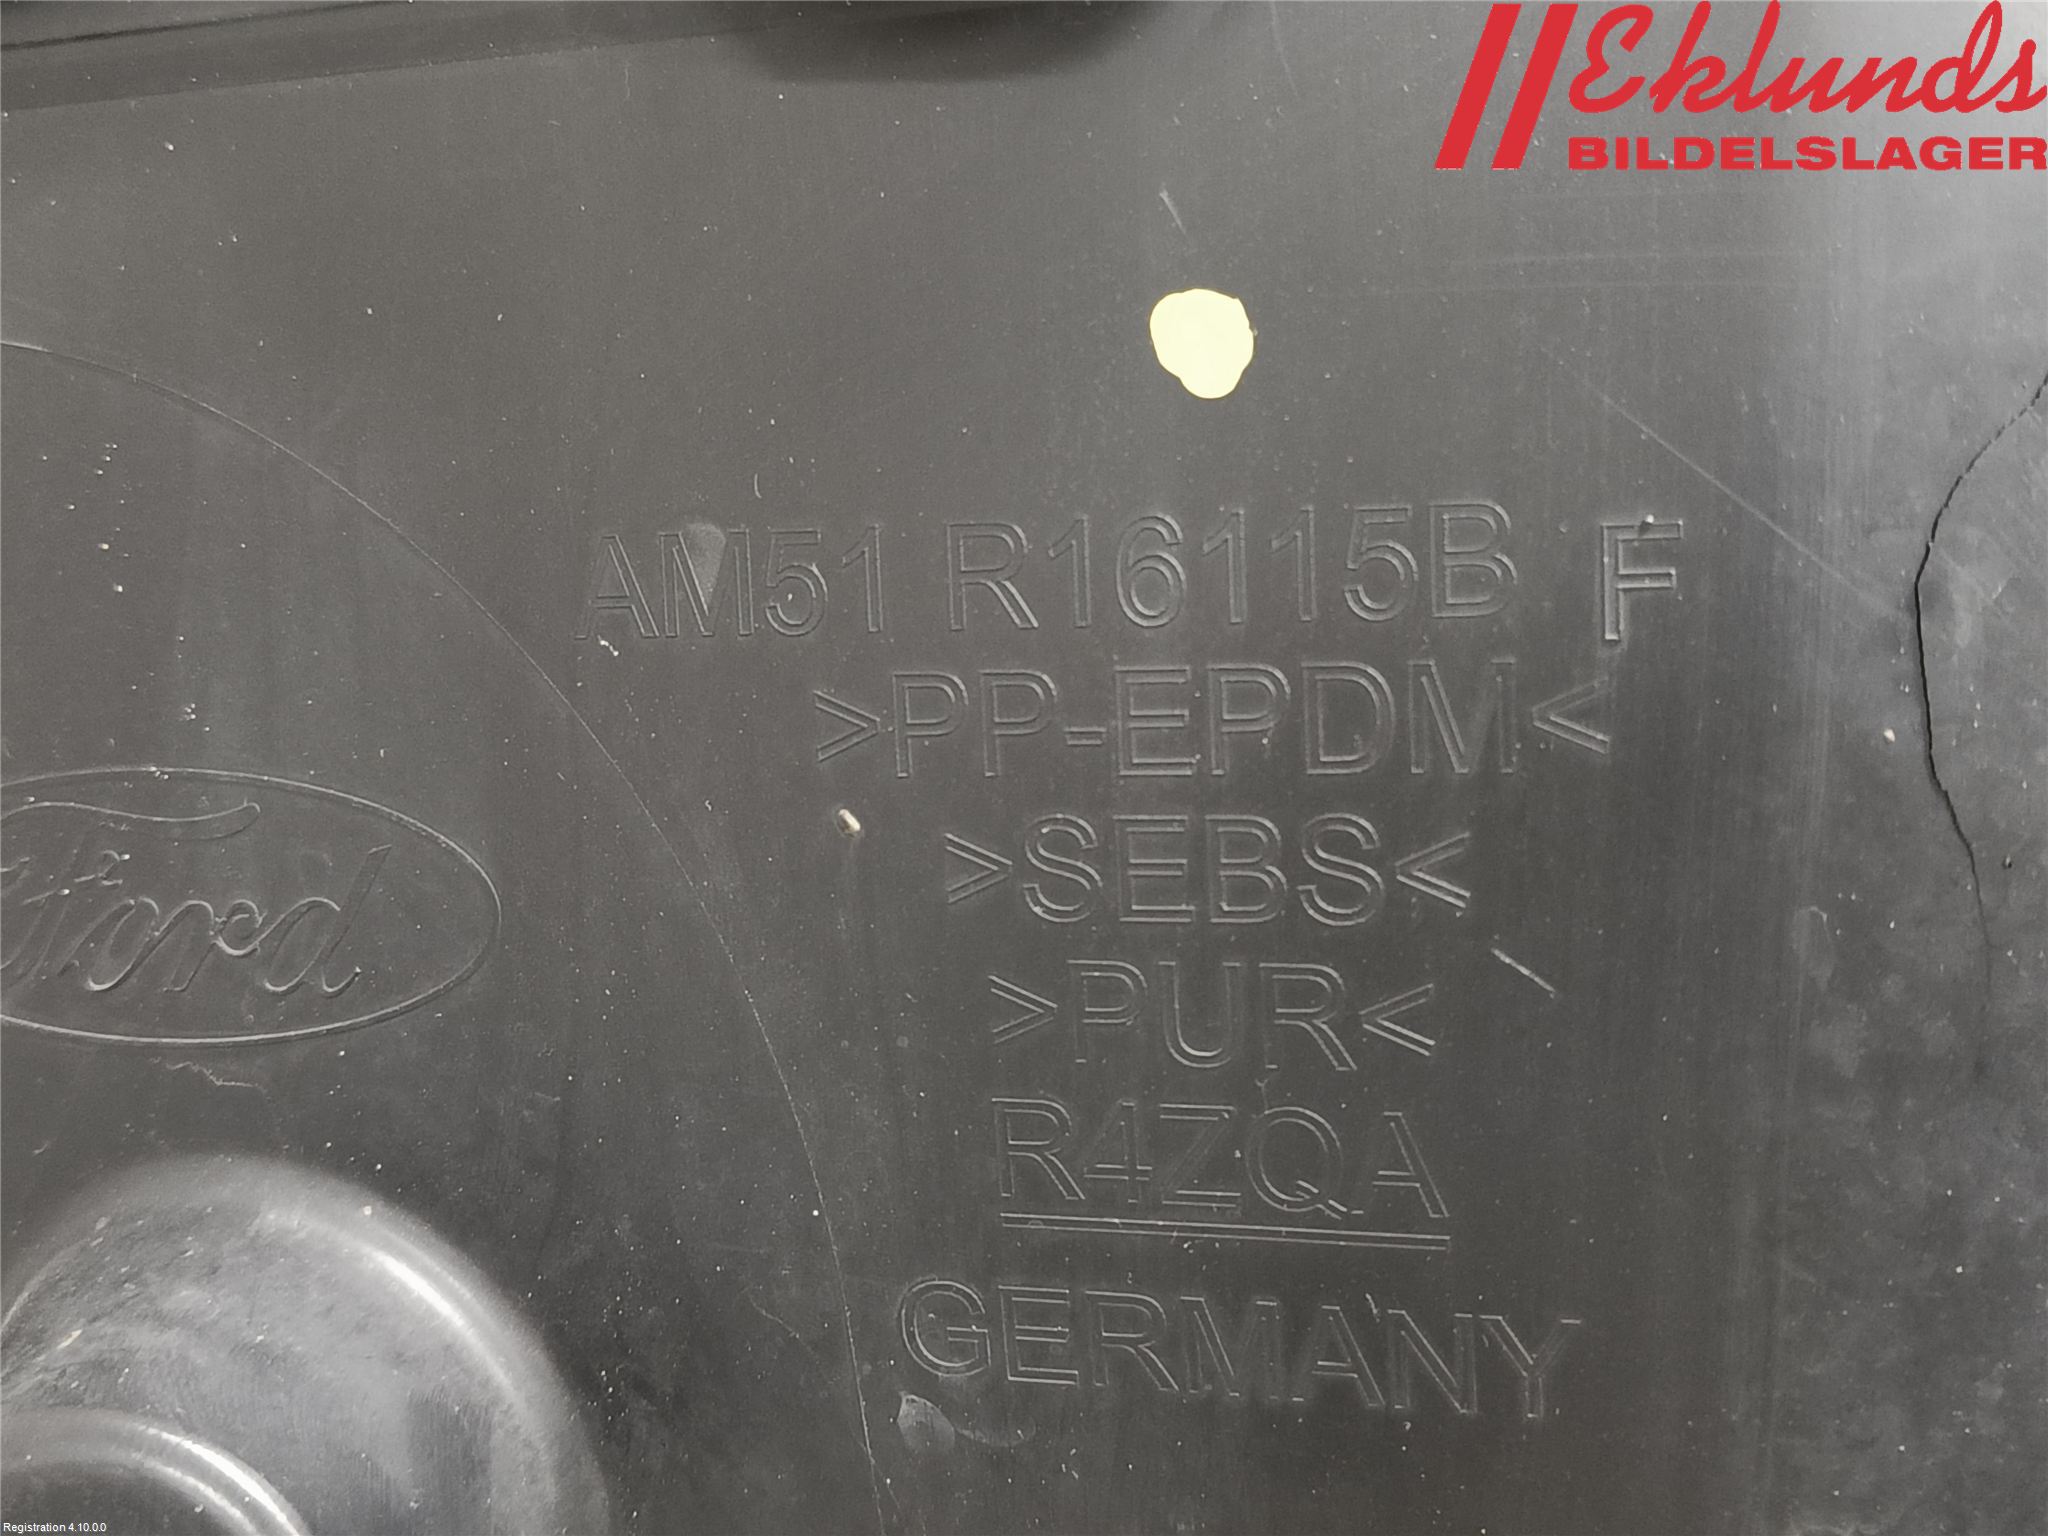 Eklunds
BILDELSLAGER
AM51 R16115B F
>PP-EPDM<
>SEBS<
Ford
>PUR<
R4ZQA
GERMANY
Registration 4.10.0.0